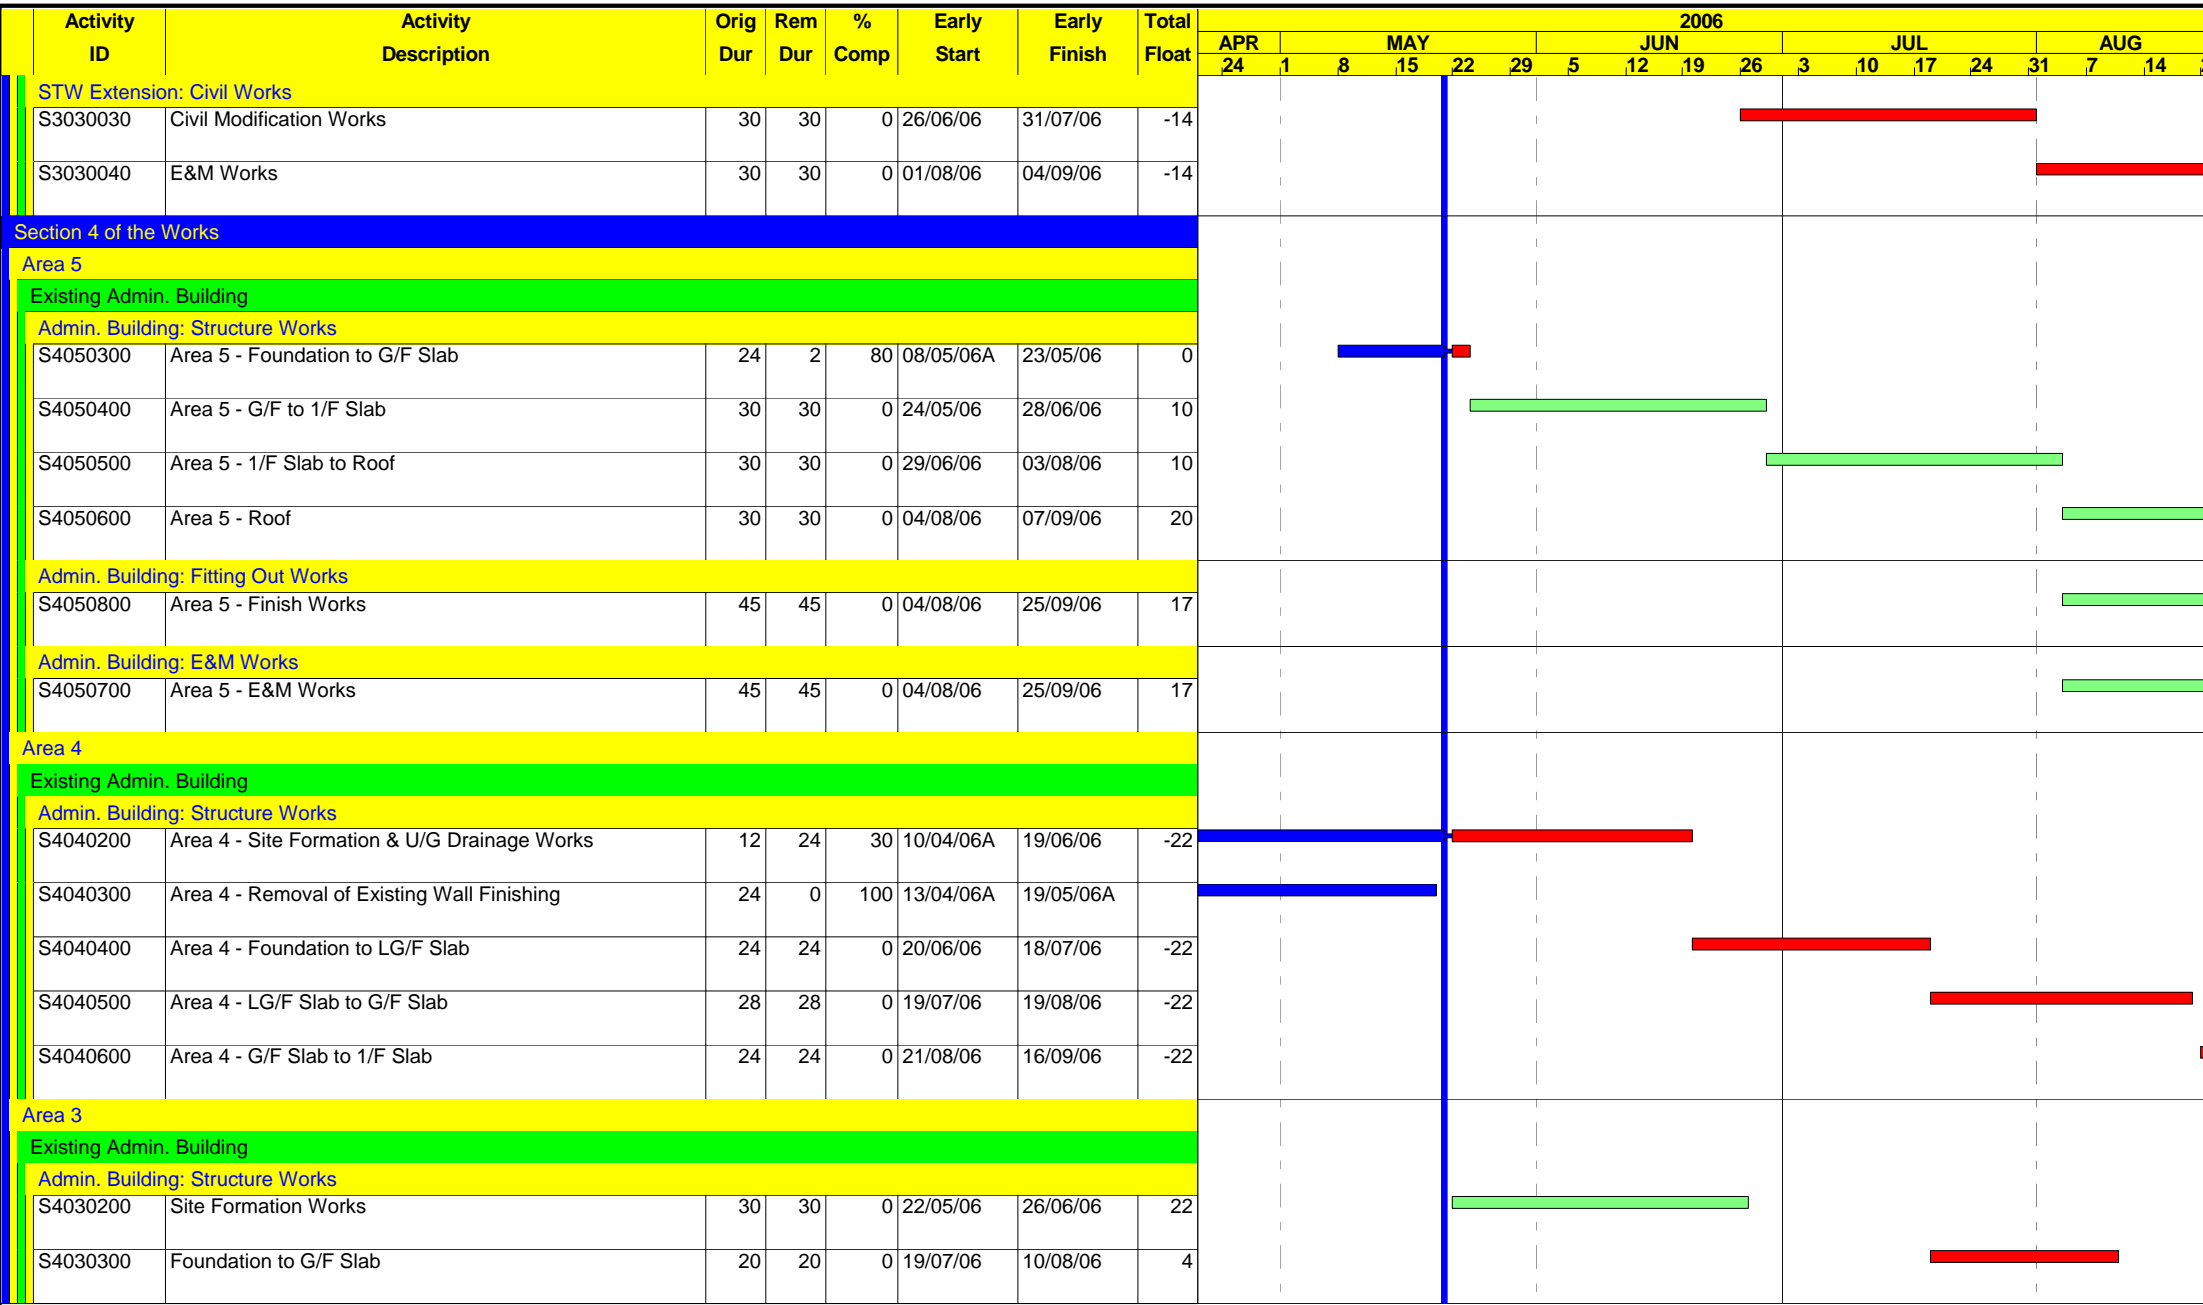 Activity Activity Orig Rem % Early Early Total 2006
ID Description Dur Dur Comp Start Finish Float APR MAY JUN JUL AUG
24 1 8 15 22 29 5 12 19 26 3 10 17 24 31 7 14
STW Extension: Civil Works
S3030030 Civil Modification Works 30 30 0 26/06/06 31/07/06 -14
S3030040 E&M Works 30 30 0 01/08/06 04/09/06 -14
Section 4 of the Works
Area 5
Existing Admin. Building
Admin. Building: Structure Works
S4050300 Area 5 - Foundation to G/F Slab 24 2 80 08/05/06A 23/05/06 0
S4050400 Area 5 - G/F to 1/F Slab 30 30 0 24/05/06 28/06/06 10
S4050500 Area 5 - 1/F Slab to Roof 30 30 0 29/06/06 03/08/06 10
S4050600 Area 5 - Roof 30 30 0 04/08/06 07/09/06 20
Admin. Building: Fitting Out Works
S4050800 Area 5 - Finish Works 45 45 0 04/08/06 25/09/06 17
Admin. Building: E&M Works
S4050700 Area 5 - E&M Works 45 45 0 04/08/06 25/09/06 17
Area 4
Existing Admin. Building
Admin. Building: Structure Works
S4040200 Area 4 - Site Formation & U/G Drainage Works 12 24 30 10/04/06A 19/06/06 -22
S4040300 Area 4 - Removal of Existing Wall Finishing 24 0 100 13/04/06A 19/05/06A
S4040400 Area 4 - Foundation to LG/F Slab 24 24 0 20/06/06 18/07/06 -22
S4040500 Area 4 - LG/F Slab to G/F Slab 28 28 0 19/07/06 19/08/06 -22
S4040600 Area 4 - G/F Slab to 1/F Slab 24 24 0 21/08/06 16/09/06 -22
Area 3
Existing Admin. Building
Admin. Building: Structure Works
S4030200 Site Formation Works 30 30 0 22/05/06 26/06/06 22
S4030300 Foundation to G/F Slab 20 20 0 19/07/06 10/08/06 4